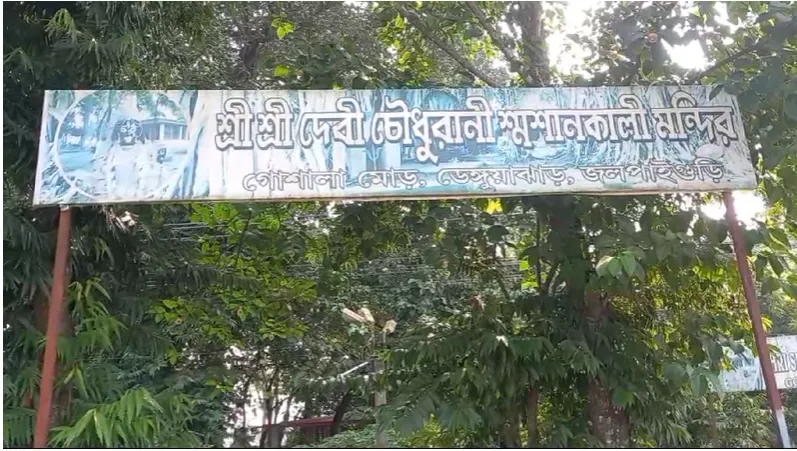 শ্রী শ্রী দেবী চৌধুরানী শ্মশানকালী মন্দির
গোশালা মোড়, ডেঙ্গুয়াঝাড়, জলপাইগুড়ি